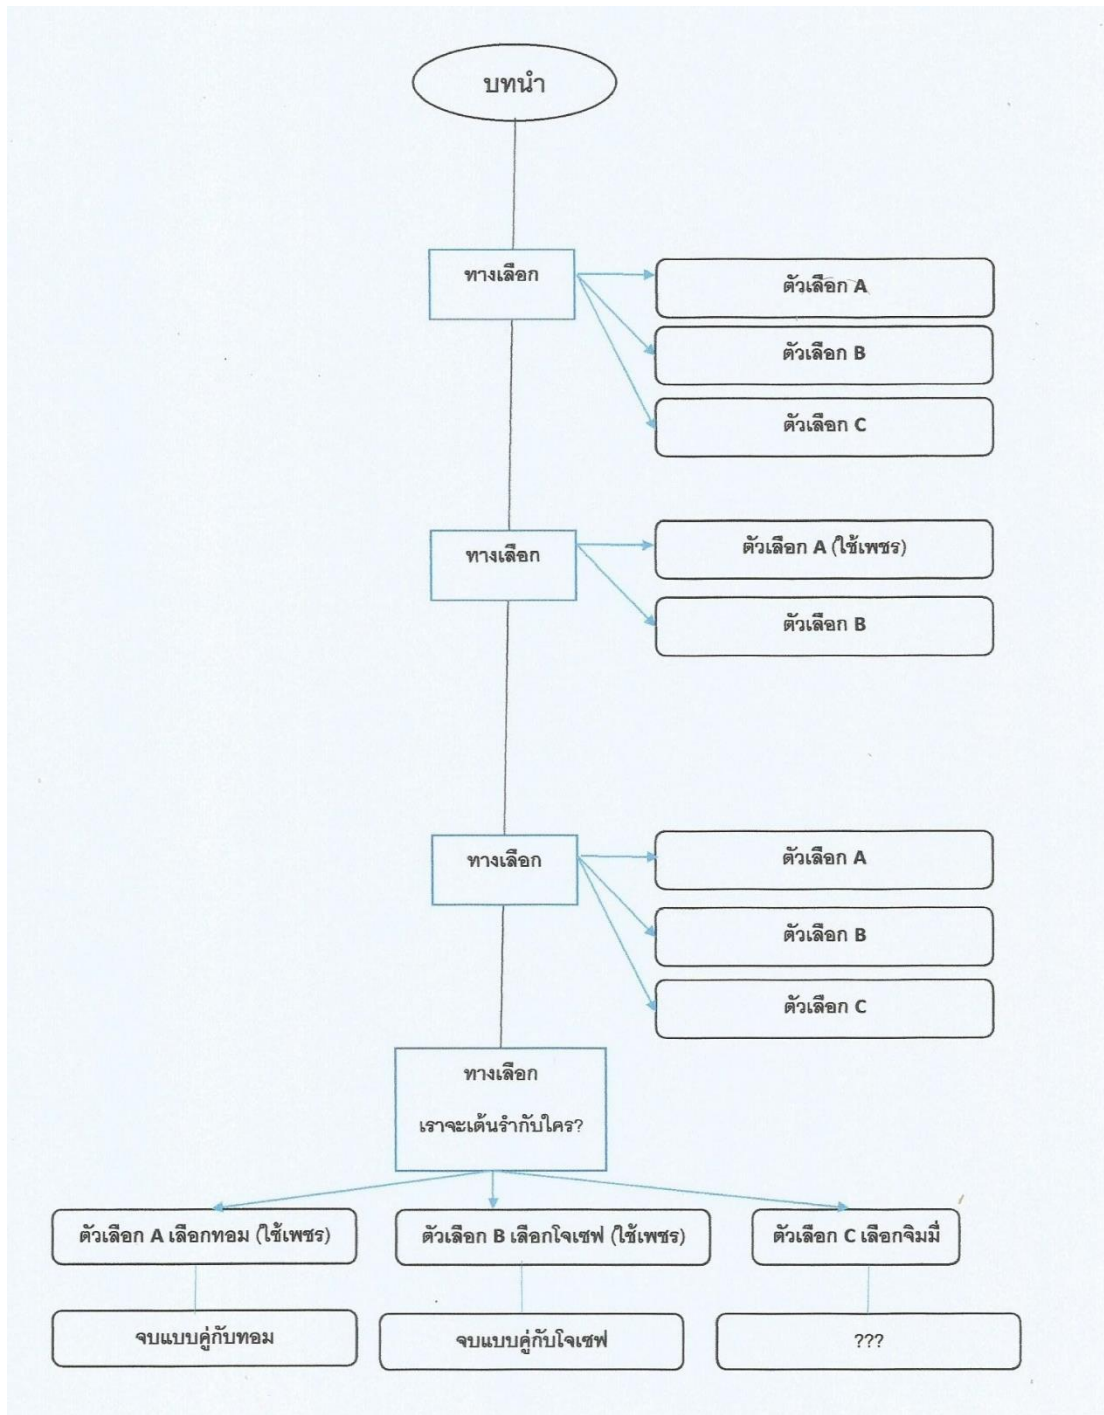 บทนำ
ทางเลือก
ตัวเลือก A
ตัวเลือก B
ตัวเลือก C
ทางเลือก
ตัวเลือก A (ใช้เพชร)
ตัวเลือก B
ทางเลือก
ตัวเลือก A
ตัวเลือก B
ตัวเลือก C
ทางเลือก
เราจะเต้นรำกับใคร?
ตัวเลือก A เลือกทอม (ใช้เพชร)
ตัวเลือก B เลือกโจเซฟ (ใช้เพชร)
ตัวเลือก C เลือกจิมมี่
จบแบบคู่กับทอม
จบแบบคู่กับโจเซฟ
???